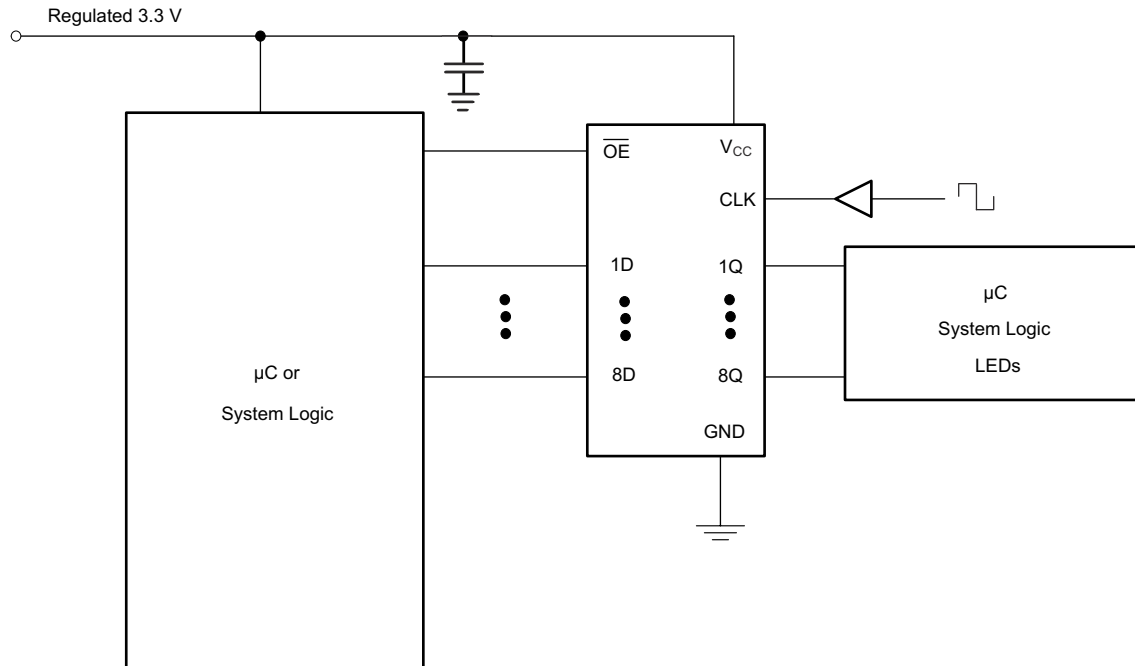 Regulated 3.3 V
OE
VCC
CLK
1D
1Q
8D
8Q
GND
µC or
System Logic
µC
System Logic
LEDs